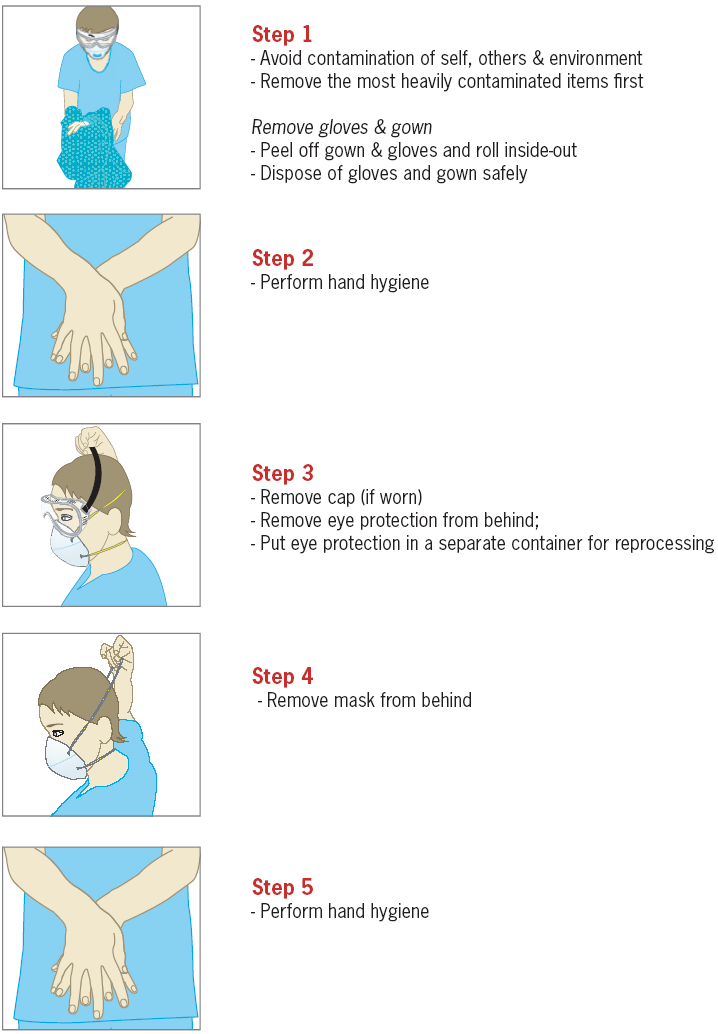 Step 1
- Avoid contamination of self, others & environment
- Remove the most heavily contaminated items first
Remove gloves & gown
- Peel off gown & gloves and roll inside-out
- Dispose of gloves and gown safely
Step 2
- Perform hand hygiene
Step 3
- Remove cap (if worn)
- Remove eye protection from behind;
- Put eye protection in a separate container for reprocessing
Step 4
- Remove mask from behind
Step 5
- Perform hand hygiene